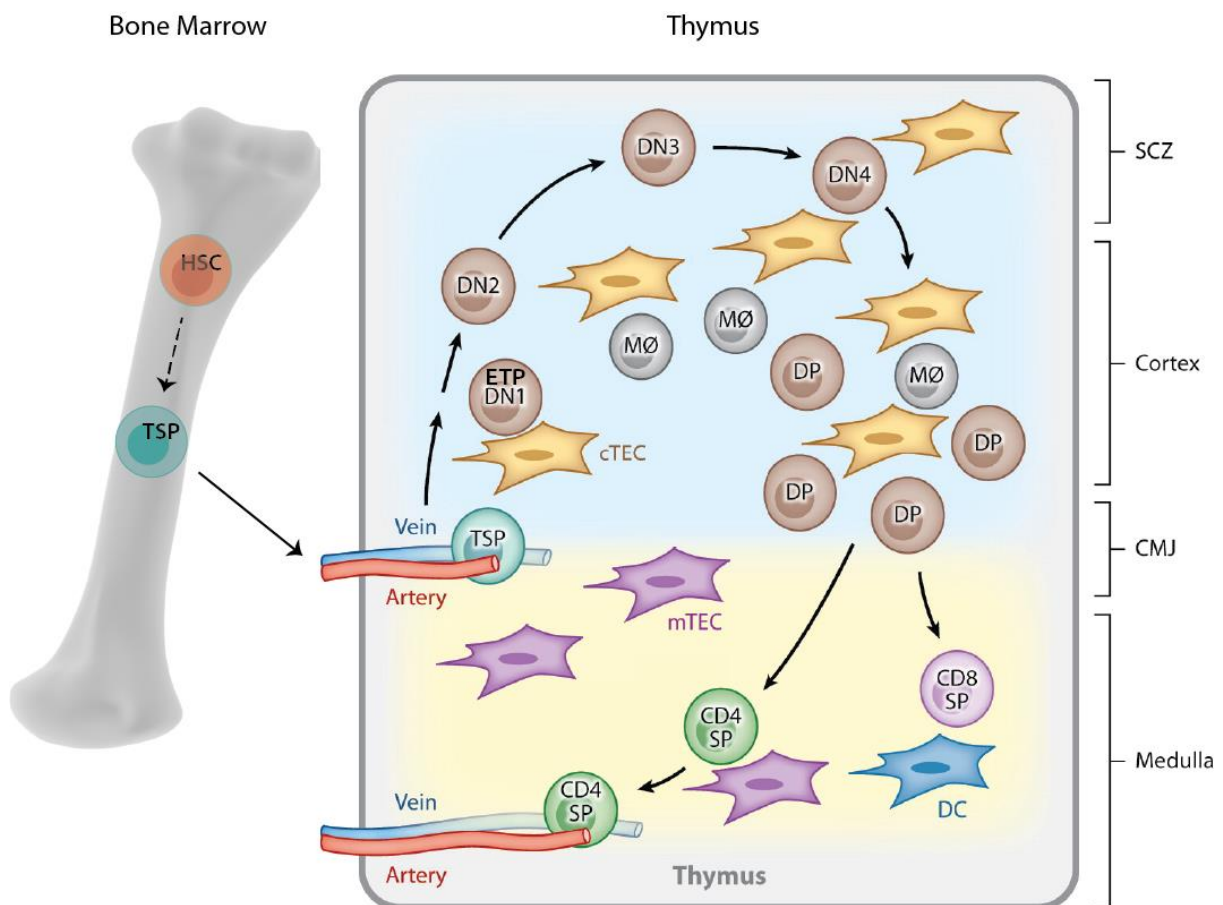 Bone Marrow
Thymus
HSC
TSP
DN3
DN4
DN2
MØ
MØ
MØ
DP
ETP
DN1
cTEC
DP
DP
DP
Vein
TSP
Artery
mTEC
CD8
SP
CD4
SP
DC
CD4
SP
Vein
Artery
Thymus
SCZ
Cortex
CMJ
Medulla